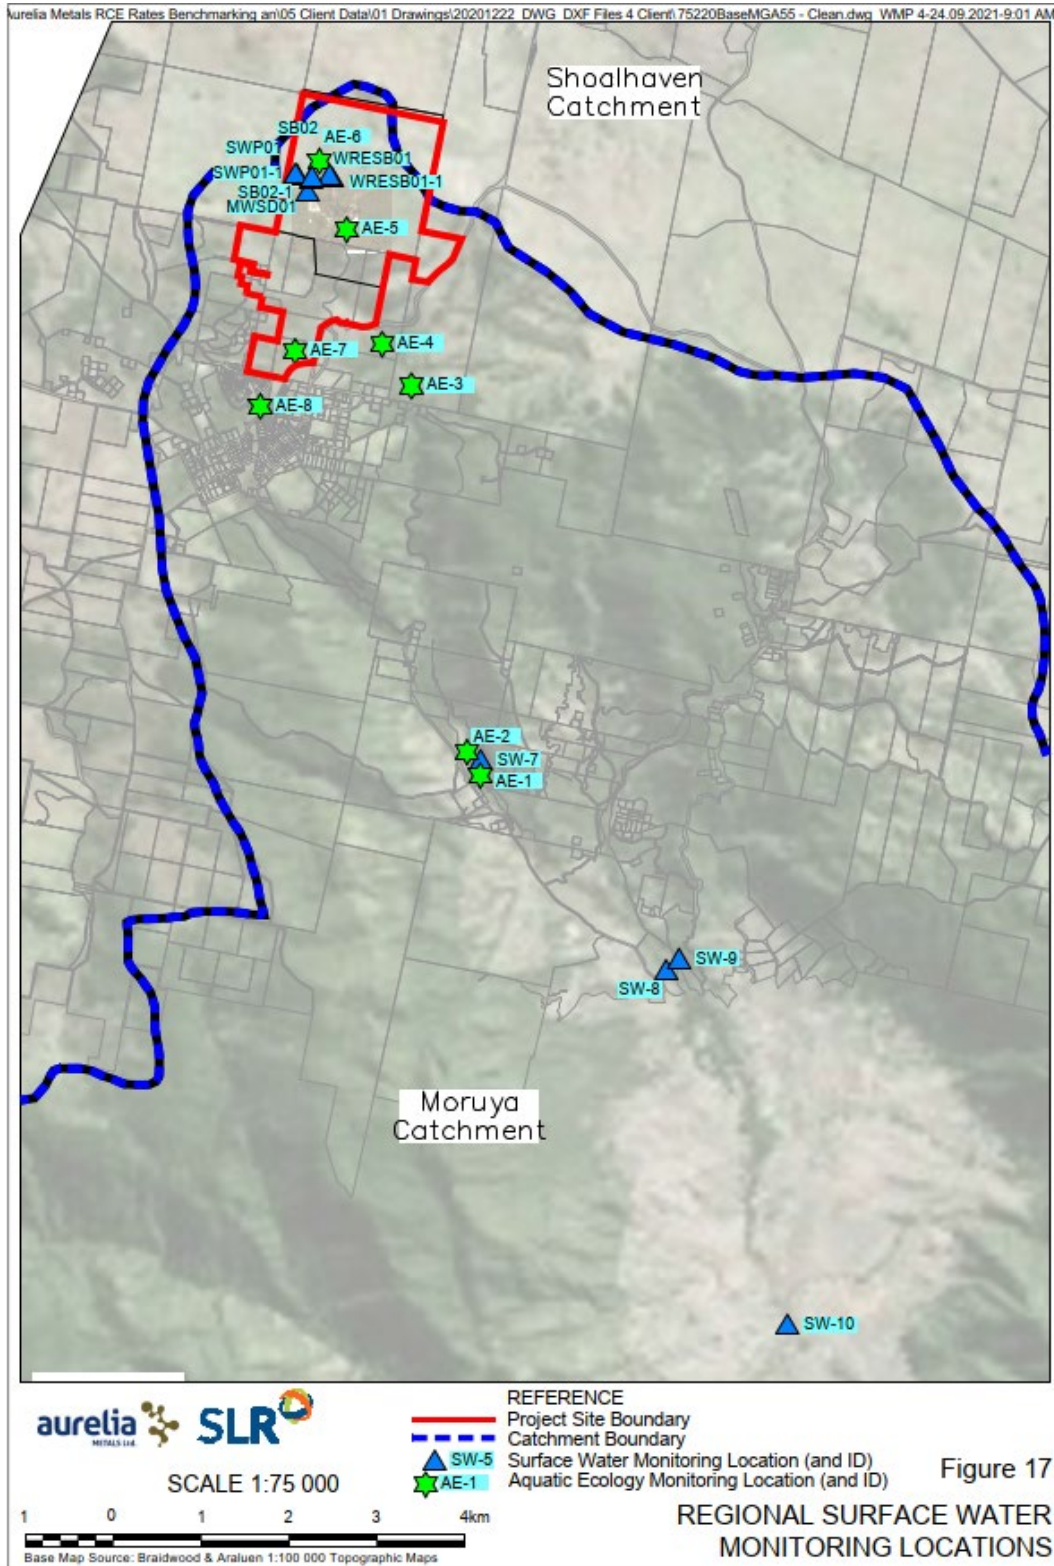 urelia Metals RCE Rates Benchmarking an\05 Client Data\01 Drawings\20201222_DWG_DXF Files 4 Client\75220BaseMGA55 - Clean.dwg_WMP 4-24.09.2021-9:01 AM
Shoalhaven
Catchment
SB02
AE-6
SWP01
WRESB01
SWP01-1
WRESB01-1
SB02-1
MWSD01
AE-5
AE-4
AE-7
AE-3
AE-8
AE-2
SW-7
AE-1
SW-9
SW-8
Moruya
Catchment
SW-10
aurelia
METALS Ltd.
SLR
REFERENCE
Project Site Boundary
Catchment Boundary
SW-5 Surface Water Monitoring Location (and ID)
AE-1 Aquatic Ecology Monitoring Location (and ID)
Figure 17
SCALE 1:75 000
REGIONAL SURFACE WATER
MONITORING LOCATIONS
1 0 1 2 3 4km
Base Map Source: Braidwood & Araluen 1:100 000 Topographic Maps